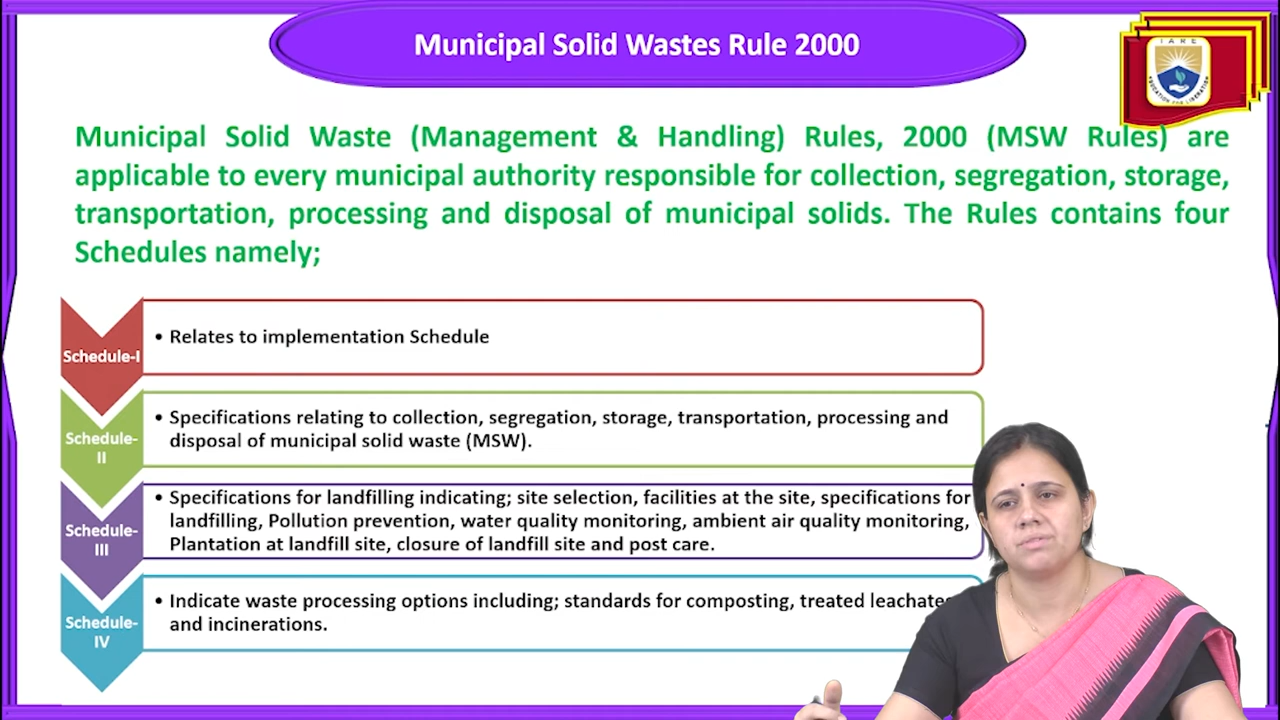 Municipal Solid Wastes Rule 2000
IARE
EDUCATION FOR LIBERATION
Municipal Solid Waste (Management & Handling) Rules, 2000 (MSW Rules) are
applicable to every municipal authority responsible for collection, segregation, storage,
transportation, processing and disposal of municipal solids. The Rules contains four
Schedules namely;
Schedule-I
• Relates to implementation Schedule
Schedule-
II
• Specifications relating to collection, segregation, storage, transportation, processing and
disposal of municipal solid waste (MSW).
Schedule-
III
• Specifications for landfilling indicating; site selection, facilities at the site, specifications for
landfilling, Pollution prevention, water quality monitoring, ambient air quality monitoring,
Plantation at landfill site, closure of landfill site and post care.
Schedule-
IV
• Indicate waste processing options including; standards for composting, treated leachates
and incinerations.